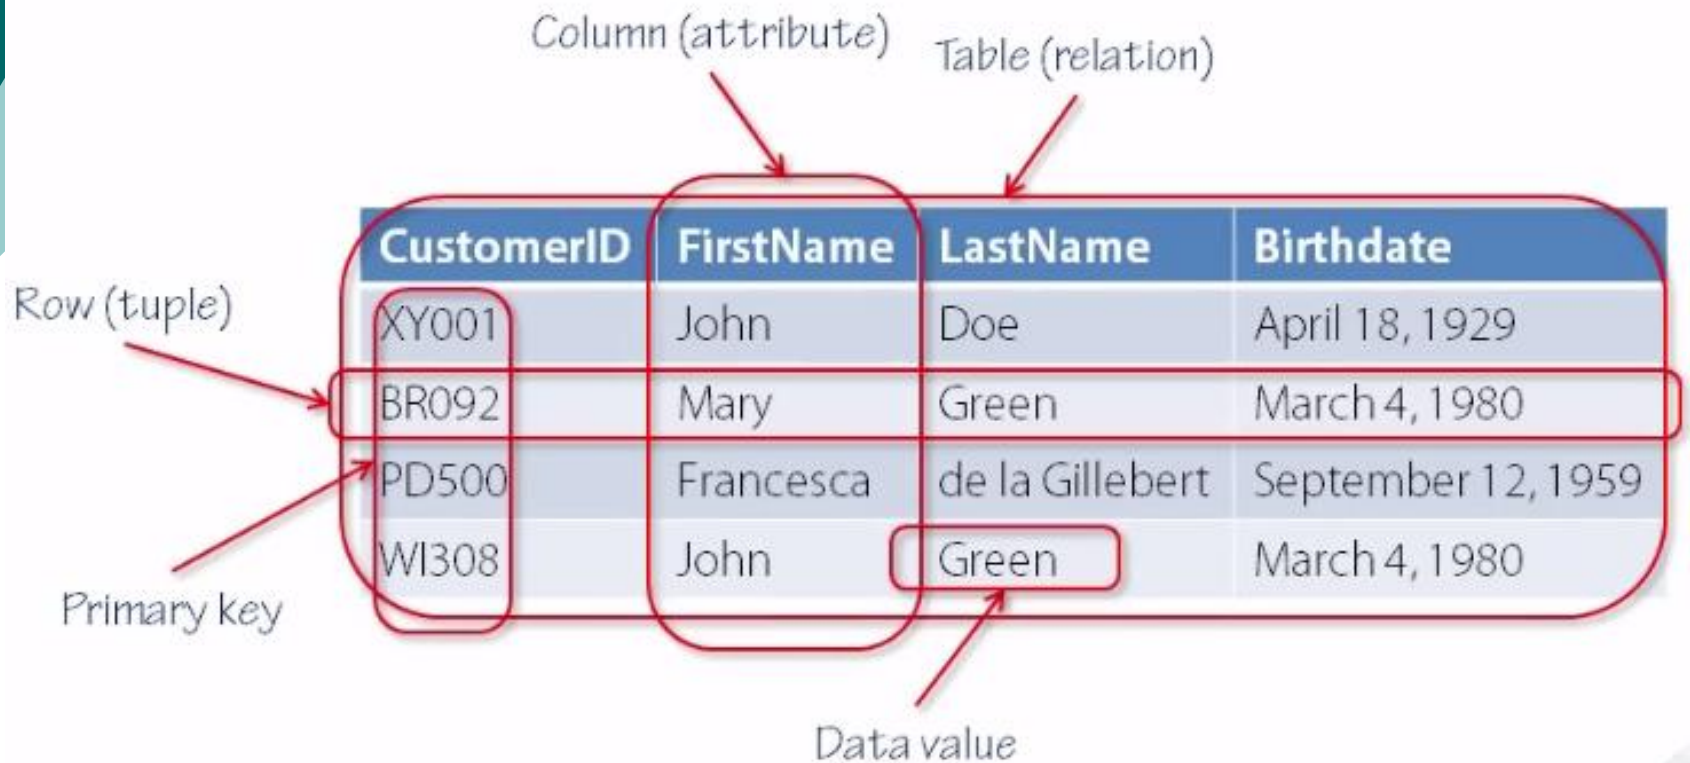 Column (attribute)
Table (relation)
CustomerID FirstName LastName Birthdate
Row (tuple)
XY001 John Doe April 18, 1929
BR092 Mary Green March 4, 1980
PD500 Francesca de la Gillebert September 12, 1959
WI308 John Green March 4, 1980
Primary key
Data value